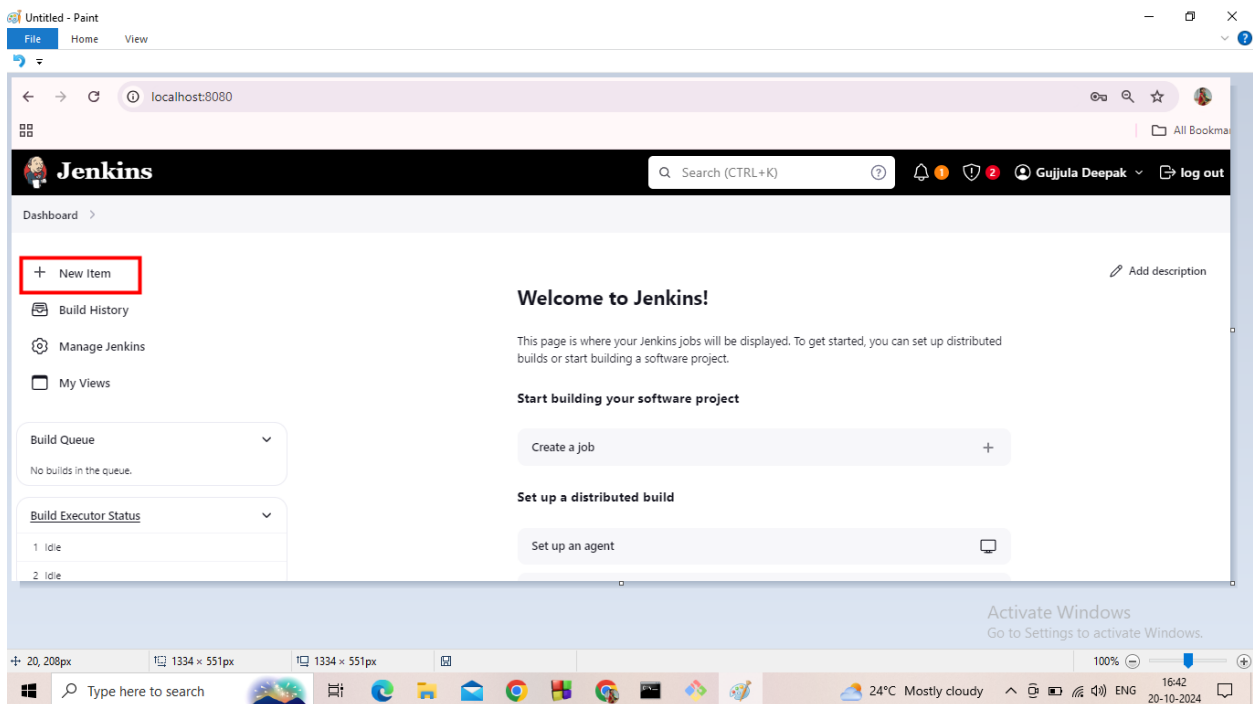 Untitled - Paint
File Home View
localhost:8080
All Bookma
Jenkins
Search (CTRL+K)
1
2
Gujjula Deepak
log out
Dashboard
New Item
Add description
Build History
Manage Jenkins
My Views
Welcome to Jenkins!
This page is where your Jenkins jobs will be displayed. To get started, you can set up distributed
builds or start building a software project.
Start building your software project
Create a job
Build Queue
No builds in the queue.
Set up a distributed build
Set up an agent
Build Executor Status
1 Idle
2 Idle
Activate Windows
Go to Settings to activate Windows.
20, 208px
1334 × 551px
1334 × 551px
100%
Type here to search
24°C Mostly cloudy
ENG
16:42
20-10-2024